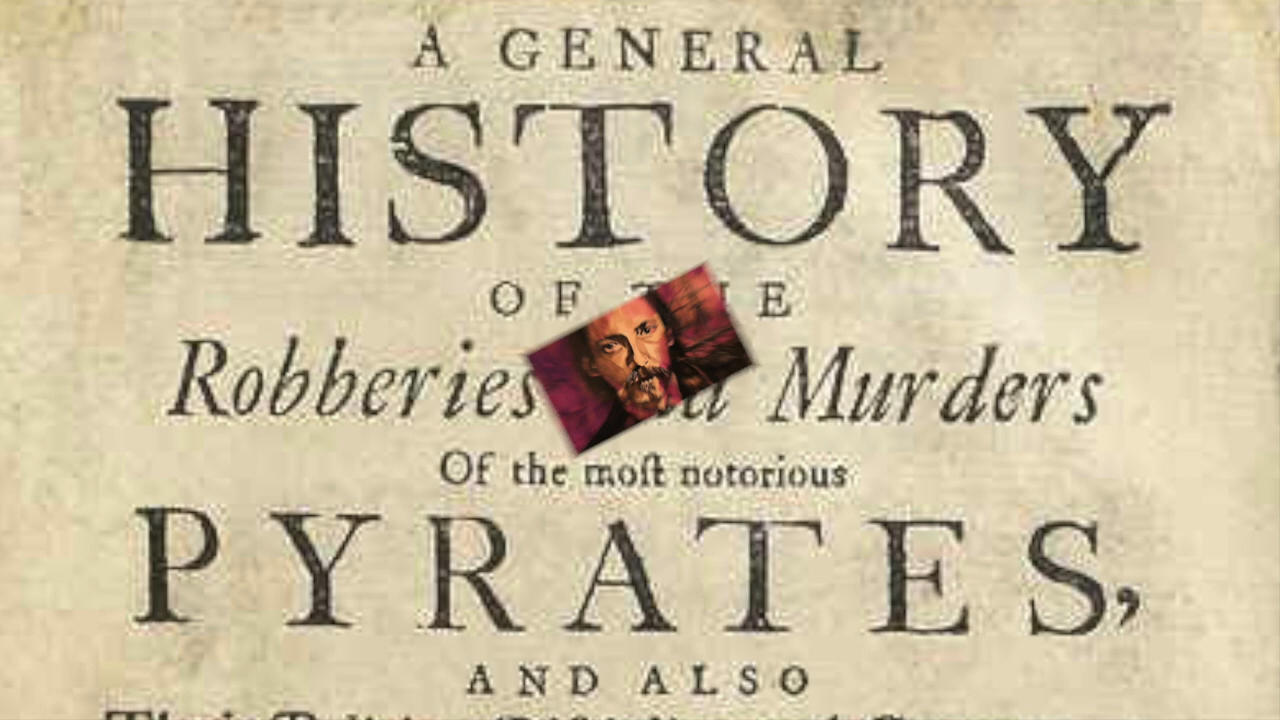 A GENERAL
HISTORY
OF E
Robberies Murders
Of the moſt notorious
PYRATES,
AND ALSO